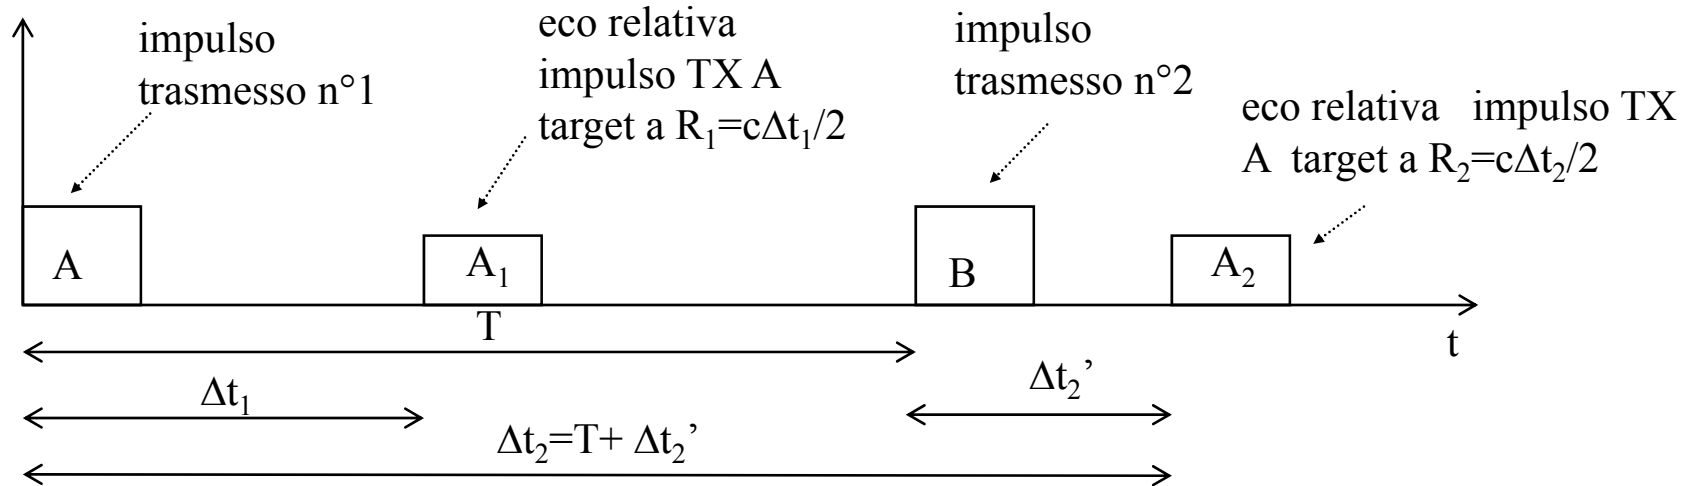 impulso
trasmesso n°1
eco relativa
impulso TX A
target a R₁=cΔt₁/2
impulso
trasmesso n°2
eco relativa impulso TX
A target a R₂=cΔt₂/2
A
A₁
B
A₂
T
t
Δt₁
Δt₂’
Δt₂=T+ Δt₂’